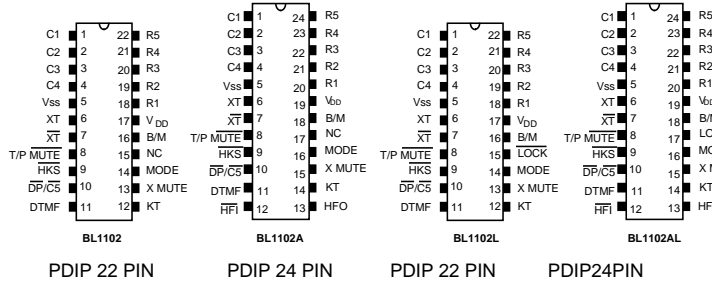 C1 1 22 R5
C2 2 21 R4
C3 3 20 R3
C4 4 19 R2
Vss 5 18 R1
XT 6 17 VDD
XT 7 16 B/M
T/P MUTE 8 15 NC
HKS 9 14 MODE
DP/C5 10 13 X MUTE
DTMF 11 12 KT
BL1102
PDIP 22 PIN
C1 1 24 R5
C2 2 23 R4
C3 3 22 R3
C4 4 21 R2
Vss 5 20 R1
XT 6 19 VDD
XT 7 18 B/M
T/P MUTE 8 17 NC
HKS 9 16 MODE
DP/C5 10 15 X MUTE
DTMF 11 14 KT
HFI 12 13 HFO
BL1102A
PDIP 24 PIN
C1 1 22 R5
C2 2 21 R4
C3 3 20 R3
C4 4 19 R2
Vss 5 18 R1
XT 6 17 VDD
XT 7 16 B/M
T/P MUTE 8 15 LOCK
HKS 9 14 MODE
DP/C5 10 13 X MUTE
DTMF 11 12 KT
BL1102L
PDIP 22 PIN
C1 1 24 R5
C2 2 23 R4
C3 3 22 R3
C4 4 21 R2
Vss 5 20 R1
XT 6 19 VDD
XT 7 18 B/M
T/P MUTE 8 17 LO
HKS 9 16 MO
DP/C5 10 15 X M
DTMF 11 14 KT
HFI 12 13 HF
BL1102AL
PDIP24PIN